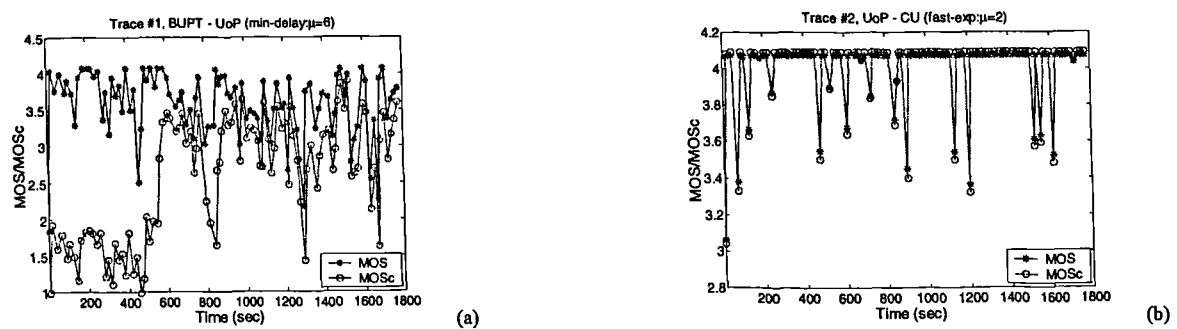 Trace #1, BUPT - UoP (min-delay:μ=6)
MOS/MOSc
4.5
4
3.5
3
2.5
2
1.5
1
200 400 600 800 1000 1200 1400 1600 1800
Time (sec)
MOS
MOSc
(a)
Trace #2, UoP - CU (fast-exp:μ=2)
MOS/MOSc
4.2
4
3.8
3.6
3.4
3.2
3
2.8
200 400 600 800 1000 1200 1400 1600 1800
Time (sec)
MOS
MOSc
(b)